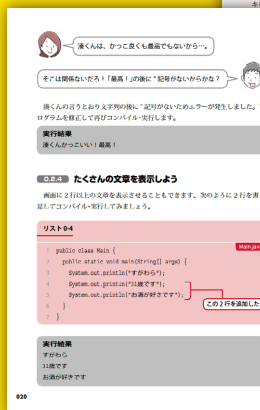 湊くんは、かっこ良くも最高でもないから…。
そこは関係ないだろ！「最高！」の後に " 記号がないからかな？
湊くんの言うとおり文字列の後に " 記号がないためエラーが発生しました。
ログラムを修正して再びコンパイル・実行します。
実行結果
湊くんかっこいい！最高！
0.2.4 たくさんの文章を表示しよう
画面に2行以上の文章を表示させることもできます。次のように2行を書
足してコンパイル・実行してみましょう。
リスト0-4
Main.jav
1 public class Main {
2 public static void main(String[] args) {
3 System.out.println("すがわら");
4 System.out.println("31歳です");
5 System.out.println("お酒が好きです");
6 }
7 }
この2行を追加した
実行結果
すがわら
31歳です
お酒が好きです
020